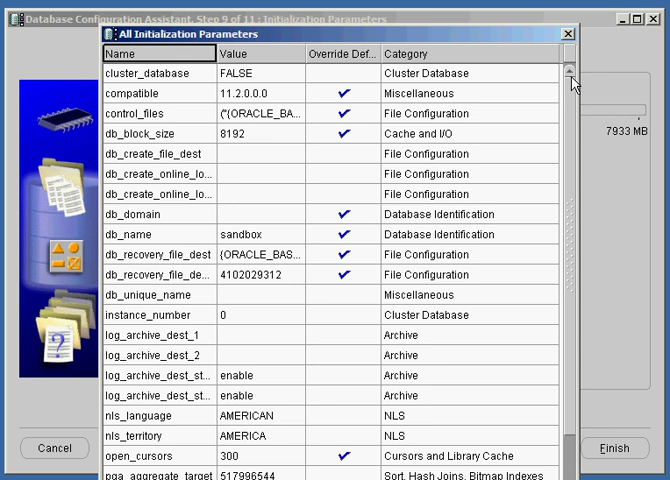 Database Configuration Assistant, Step 9 of 11 : Initialization Parameters
All Initialization Parameters
Name Value Override Def... Category
cluster_database FALSE Cluster Database
compatible 11.2.0.0.0 Miscellaneous
control_files ("{ORACLE_BA... File Configuration
db_block_size 8192 Cache and I/O
db_create_file_dest File Configuration
db_create_online_lo... File Configuration
db_create_online_lo... File Configuration
db_domain Database Identification
db_name sandbox Database Identification
db_recovery_file_dest {ORACLE_BAS... File Configuration
db_recovery_file_de... 4102029312 File Configuration
db_unique_name Miscellaneous
instance_number 0 Cluster Database
log_archive_dest_1 Archive
log_archive_dest_2 Archive
log_archive_dest_st... enable Archive
log_archive_dest_st... enable Archive
nls_language AMERICAN NLS
nls_territory AMERICA NLS
open_cursors 300 Cursors and Library Cache
pga_aggregate_target 517996544 Sort, Hash Joins, Bitmap Indexes
7933 MB
Cancel
Finish